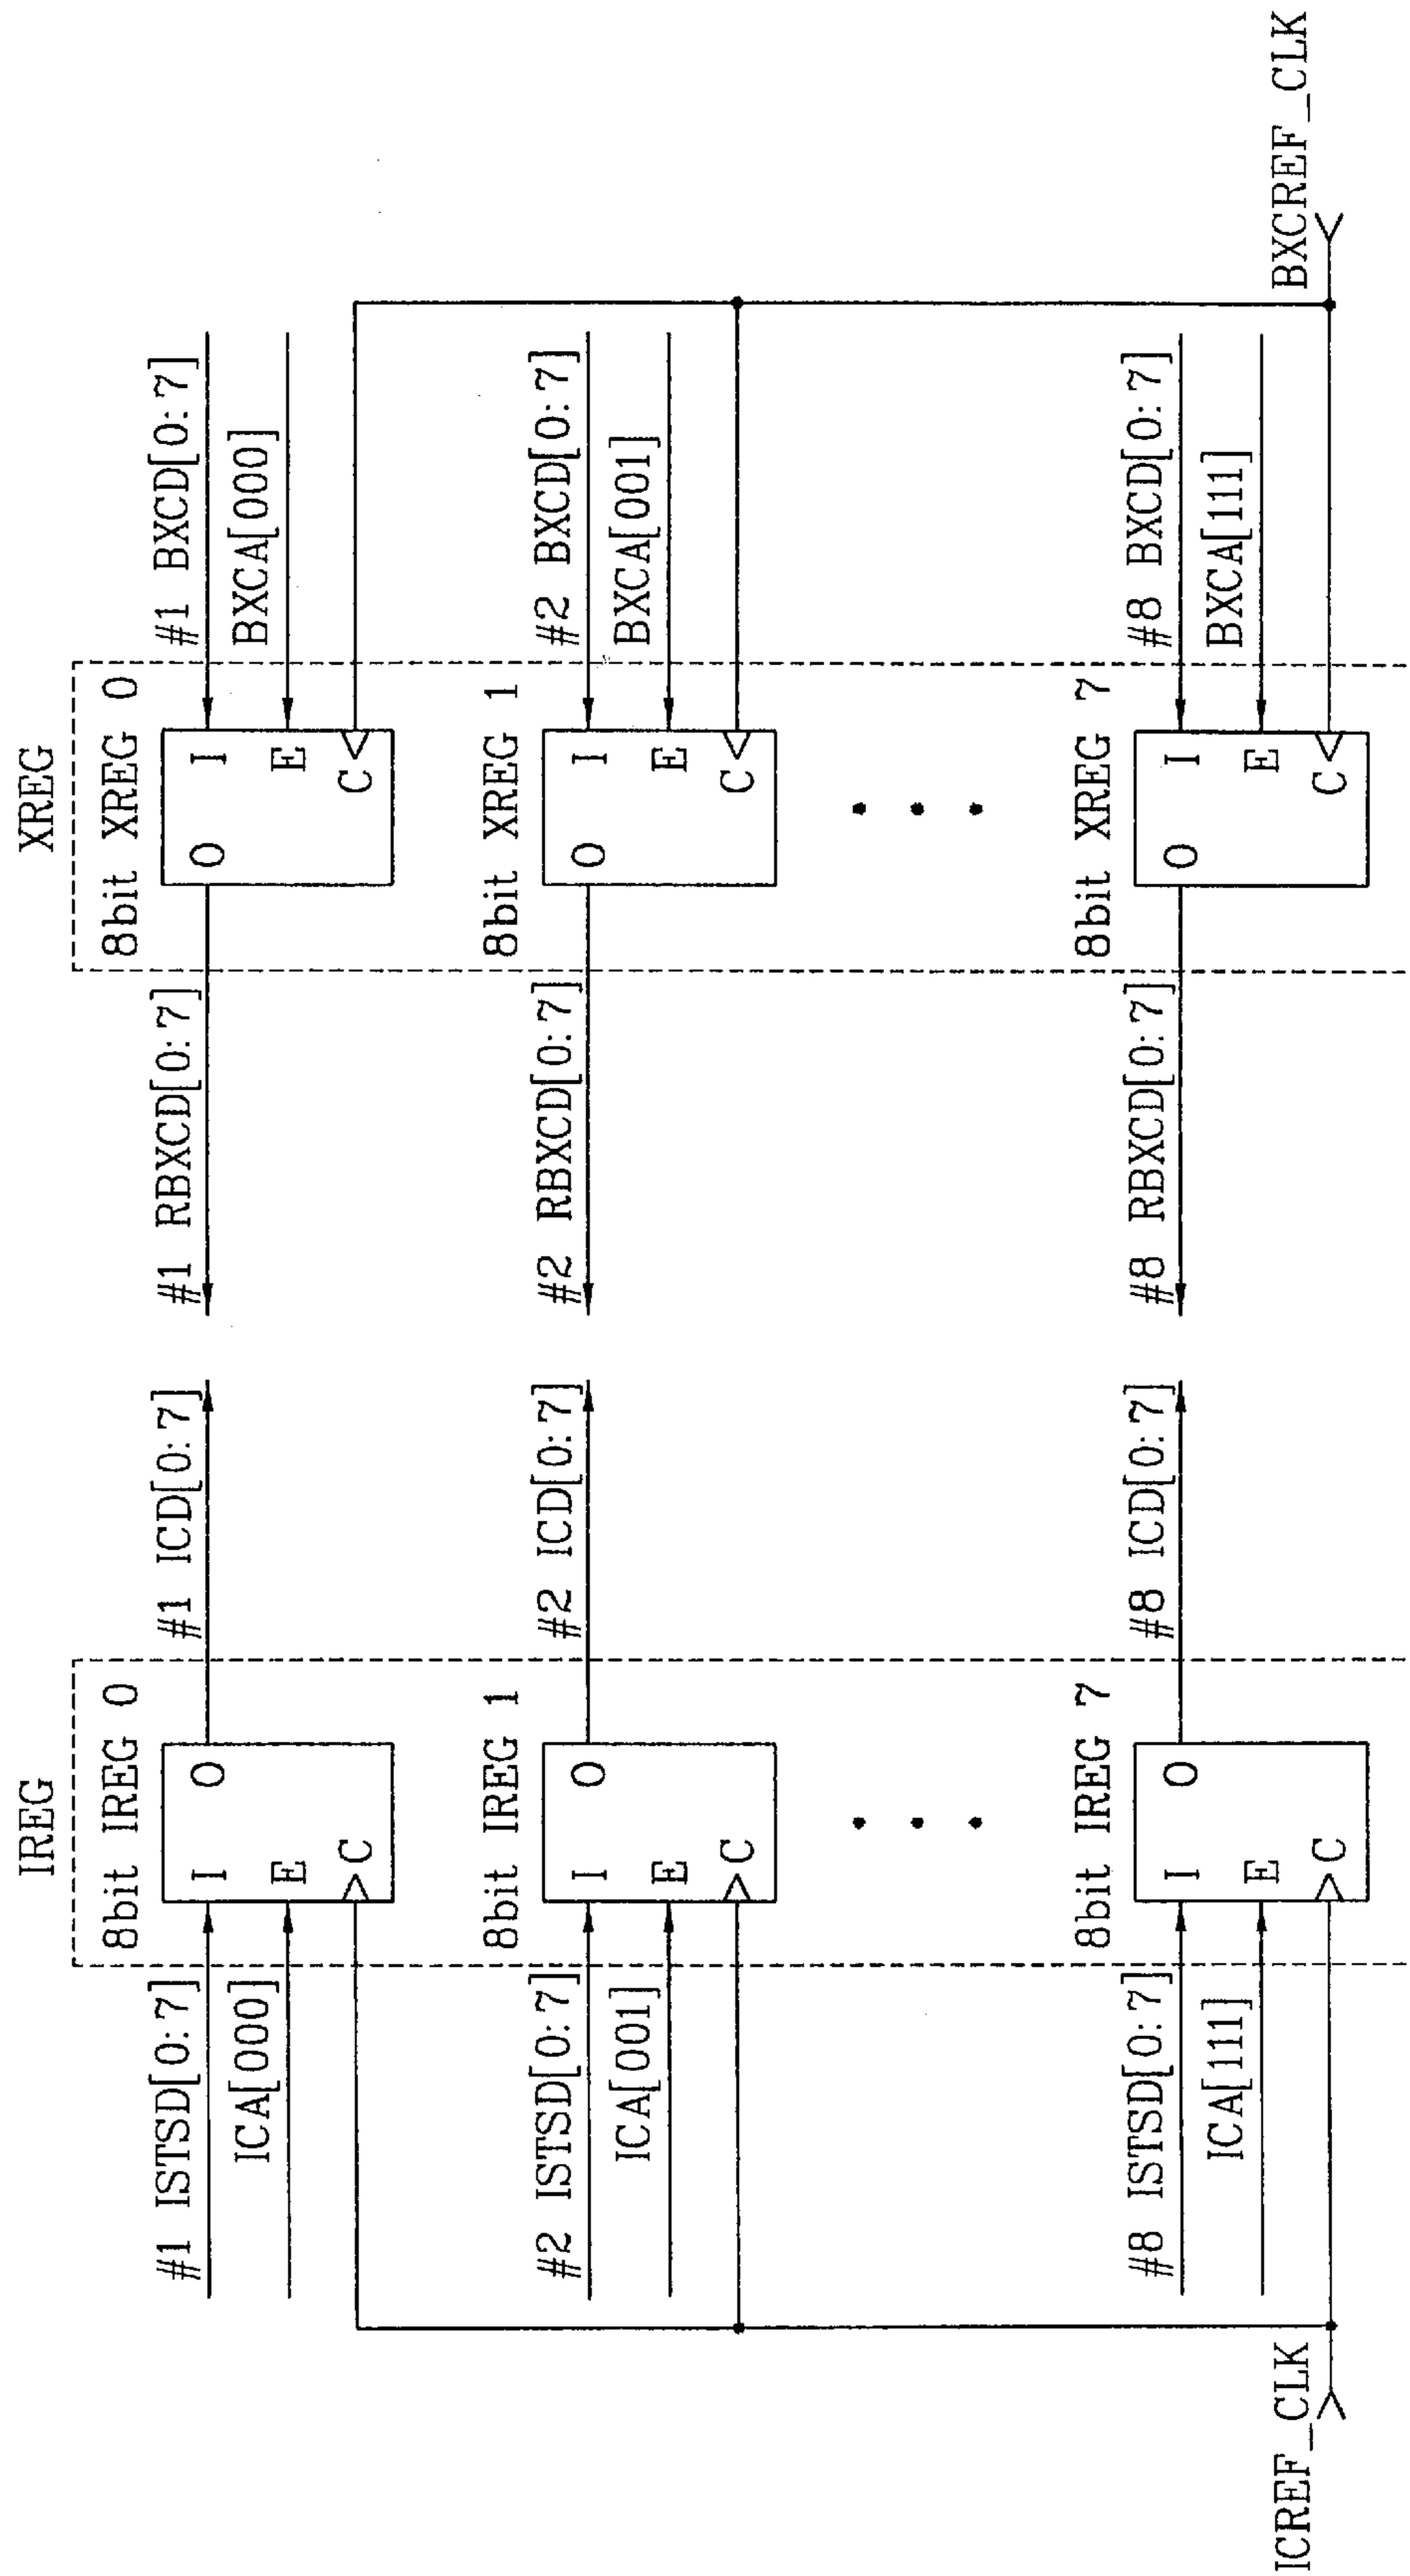 IREG
XREG
8bit IREG 0
#1 ISTSD[0:7]
I
O
#1 ICD[0:7]
ICA[000]
E
C
#1 RBXCD[0:7]
8bit XREG 0
O
I
#1 BXCD[0:7]
E
BXCA[000]
C
8bit IREG 1
#2 ISTSD[0:7]
I
O
#2 ICD[0:7]
ICA[001]
E
C
#2 RBXCD[0:7]
8bit XREG 1
O
I
#2 BXCD[0:7]
E
BXCA[001]
C
8bit IREG 7
#8 ISTSD[0:7]
I
O
#8 ICD[0:7]
ICA[111]
E
C
#8 RBXCD[0:7]
8bit XREG 7
O
I
#8 BXCD[0:7]
E
BXCA[111]
C
ICREF_CLK
BXCREF_CLK